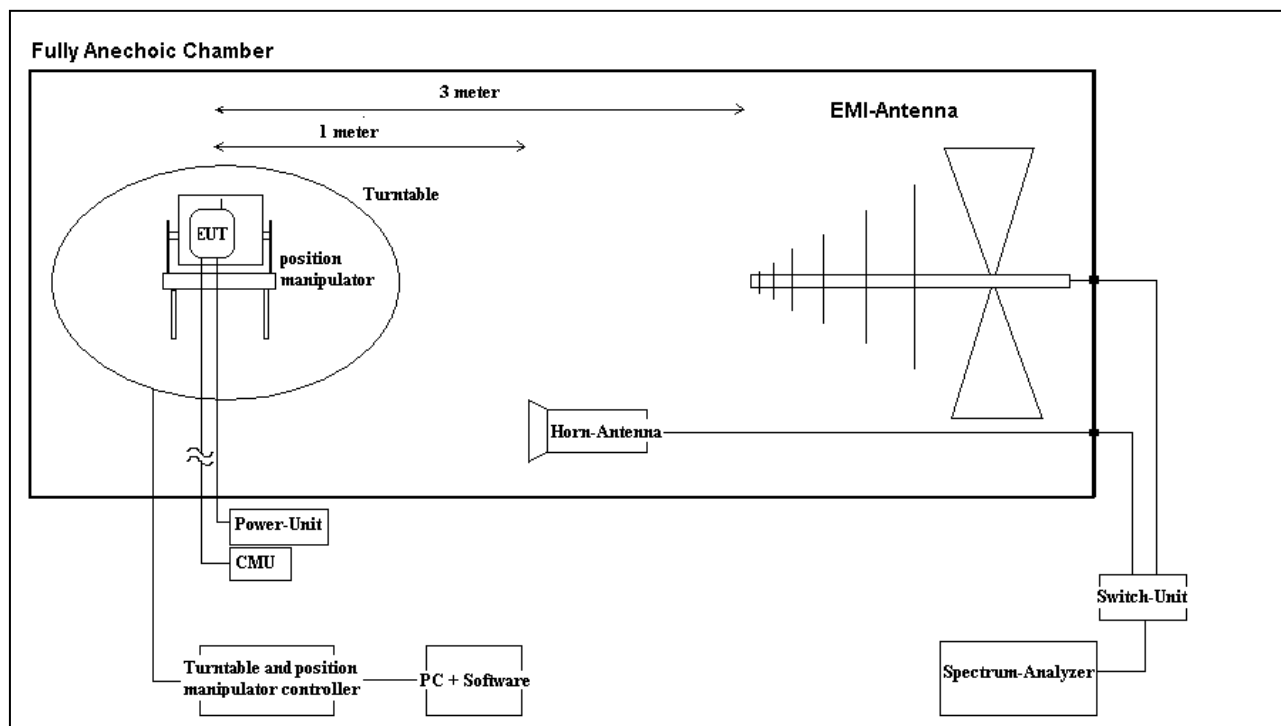 Fully Anechoic Chamber
3 meter
EMI-Antenna
1 meter
Turntable
EUT
position
manipulator
Horn-Antenna
Power-Unit
CMU
Switch-Unit
Turntable and position
manipulator controller
PC + Software
Spectrum-Analyzer